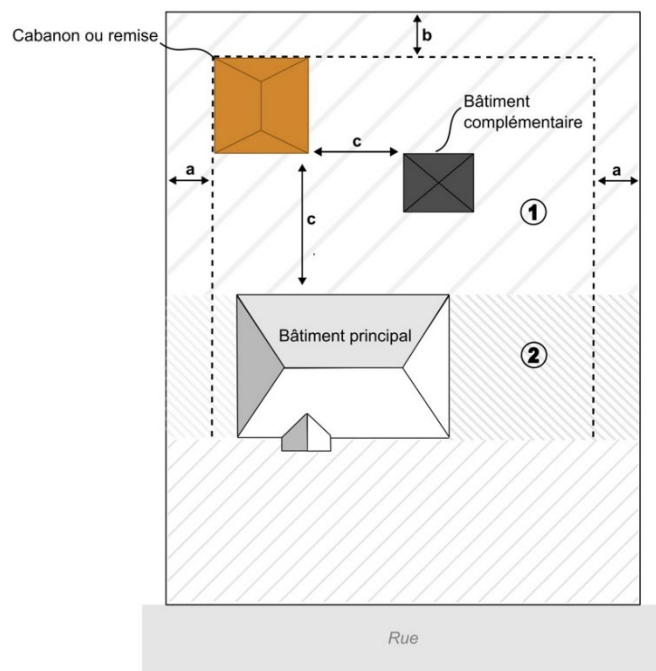 Cabanon ou remise
b
Bâtiment
complémentaire
c
a
a
c
1
Bâtiment principal
2
Rue